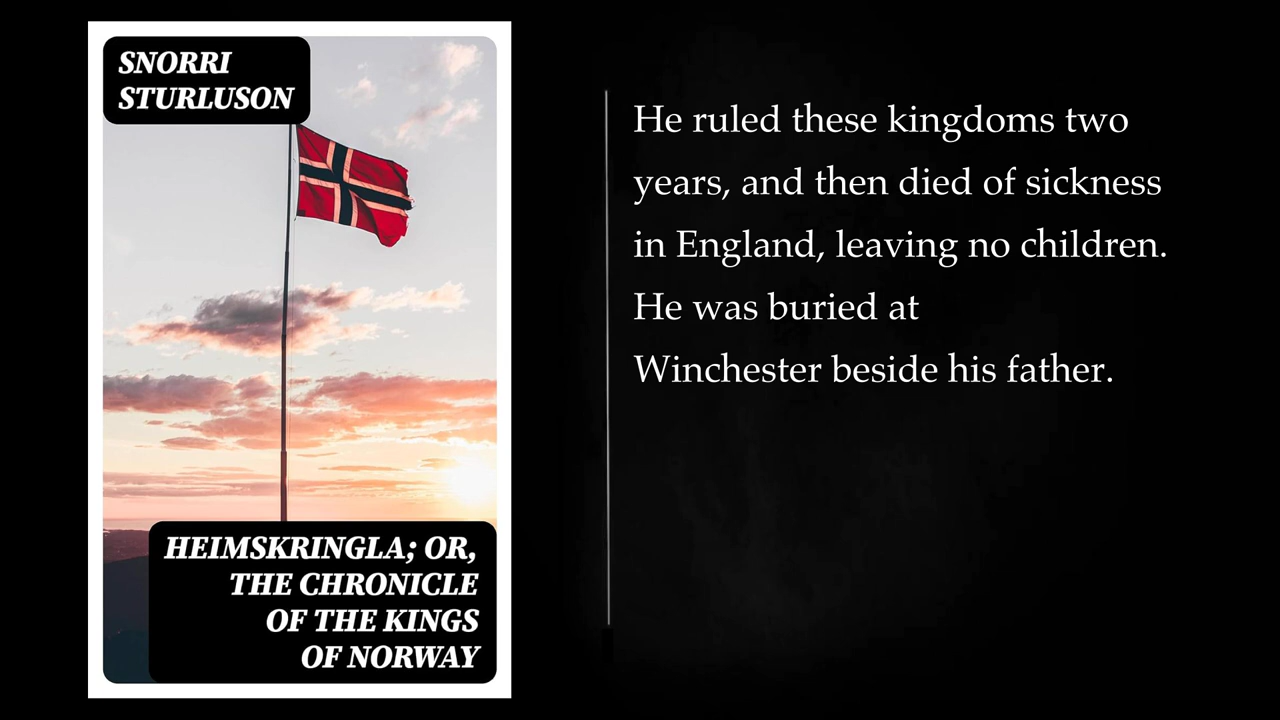 SNORRI
STURLUSON
HEIMSKRINGLA; OR,
THE CHRONICLE
OF THE KINGS
OF NORWAY
He ruled these kingdoms two
years, and then died of sickness
in England, leaving no children.
He was buried at
Winchester beside his father.